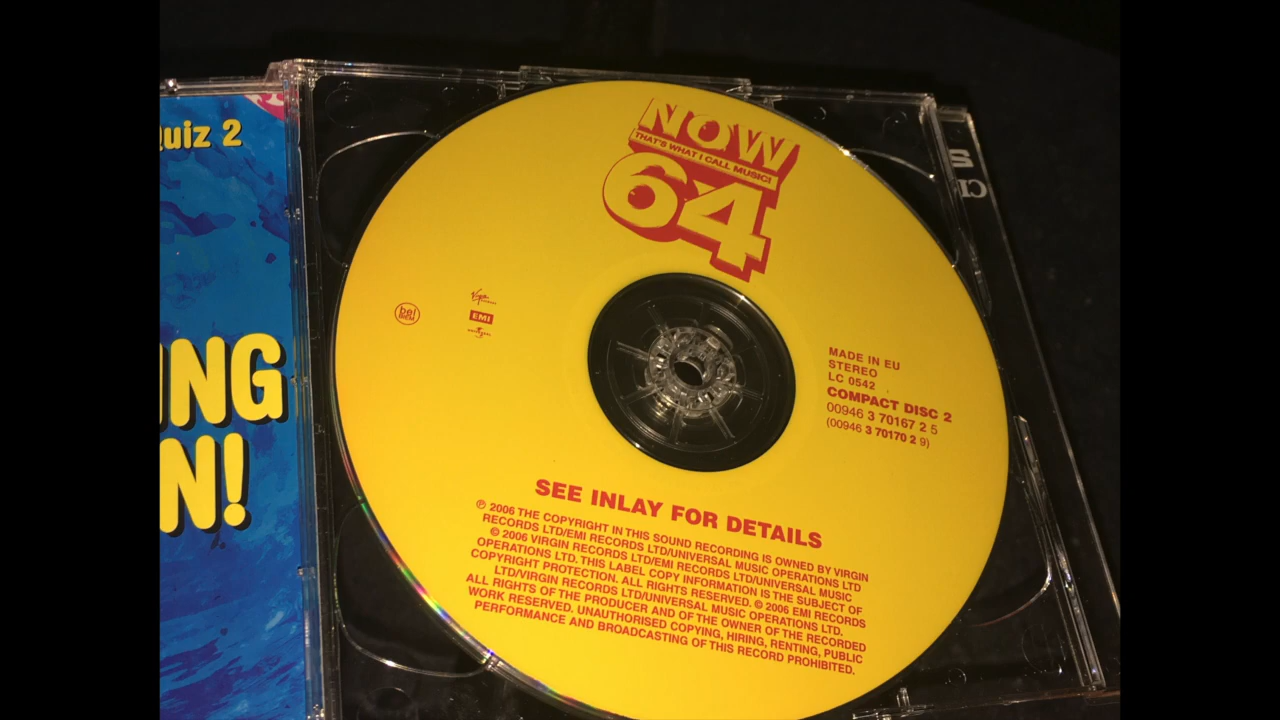 uiz 2
ING
N!
NOW
THAT'S WHAT I CALL MUSIC!
64
be!
Virgin
EMI
MADE IN EU
STEREO
LC 0542
COMPACT DISC 2
00946 3 70167 2 5
(00946 3 70170 2 9)
SEE INLAY FOR DETAILS
℗ 2006 THE COPYRIGHT IN THIS SOUND RECORDING IS OWNED BY VIRGIN
RECORDS LTD/EMI RECORDS LTD/UNIVERSAL MUSIC OPERATIONS LTD
© 2006 VIRGIN RECORDS LTD/EMI RECORDS LTD/UNIVERSAL MUSIC
OPERATIONS LTD. THIS LABEL COPY INFORMATION IS THE SUBJECT OF
COPYRIGHT PROTECTION. ALL RIGHTS RESERVED. © 2006 EMI RECORDS
LTD/VIRGIN RECORDS LTD/UNIVERSAL MUSIC OPERATIONS LTD.
ALL RIGHTS OF THE PRODUCER AND OF THE OWNER OF THE RECORDED
WORK RESERVED. UNAUTHORISED COPYING, HIRING, RENTING, PUBLIC
PERFORMANCE AND BROADCASTING OF THIS RECORD PROHIBITED.